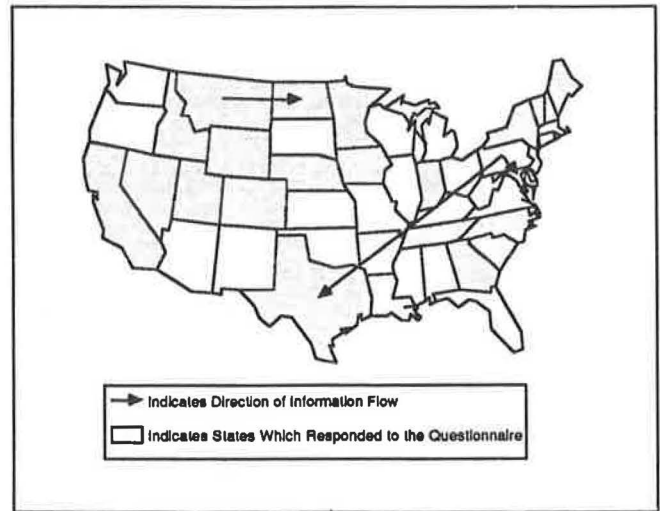 Indicates Direction of Information Flow
Indicates States Which Responded to the Questionnaire